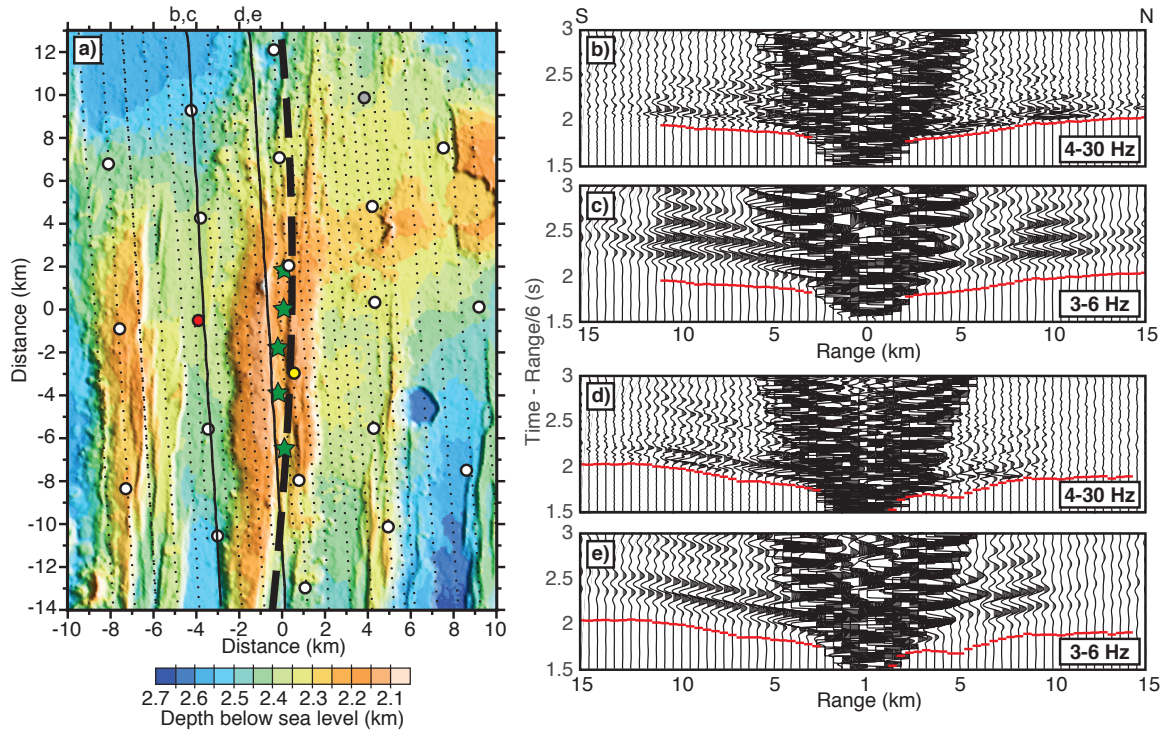 b,c d,e
a)
Distance (km)
12
10
8
6
4
2
0
-2
-4
-6
-8
-10
-12
-14
-10 -8 -6 -4 -2 0 2 4 6 8 10
Distance (km)
2.7 2.6 2.5 2.4 2.3 2.2 2.1
Depth below sea level (km)
S N
b)
3
2.5
2
1.5
4-30 Hz
c)
3
2.5
2
1.5
3-6 Hz
15 10 5 0 5 10 15
Range (km)
Time - Range/6 (s)
d)
3
2.5
2
1.5
4-30 Hz
e)
3
2.5
2
1.5
3-6 Hz
15 10 5 1 5 10 15
Range (km)